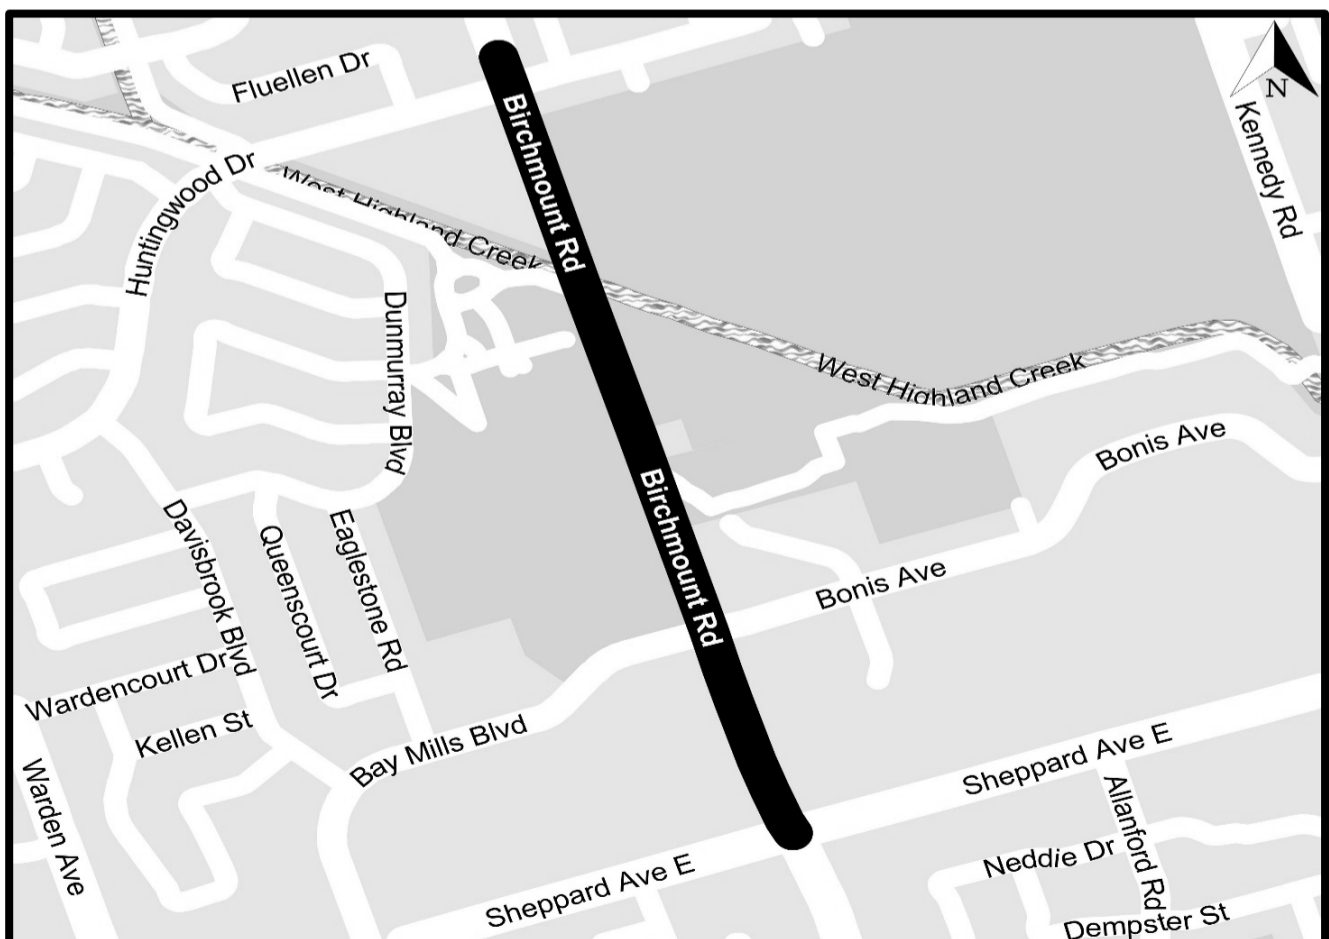 Fluellen Dr
N
Birchmount Rd
Kennedy Rd
Huntingwood Dr
West Highland Creek
Dunmurray Blvd
West Highland Creek
Bonis Ave
Birchmount Rd
Davisbrook Blvd
Queenscourt Dr
Eaglestone Rd
Bonis Ave
Wardencourt Dr
Kellen St
Bay Mills Blvd
Sheppard Ave E
Warden Ave
Allanford Rd
Neddie Dr
Sheppard Ave E
Dempster St